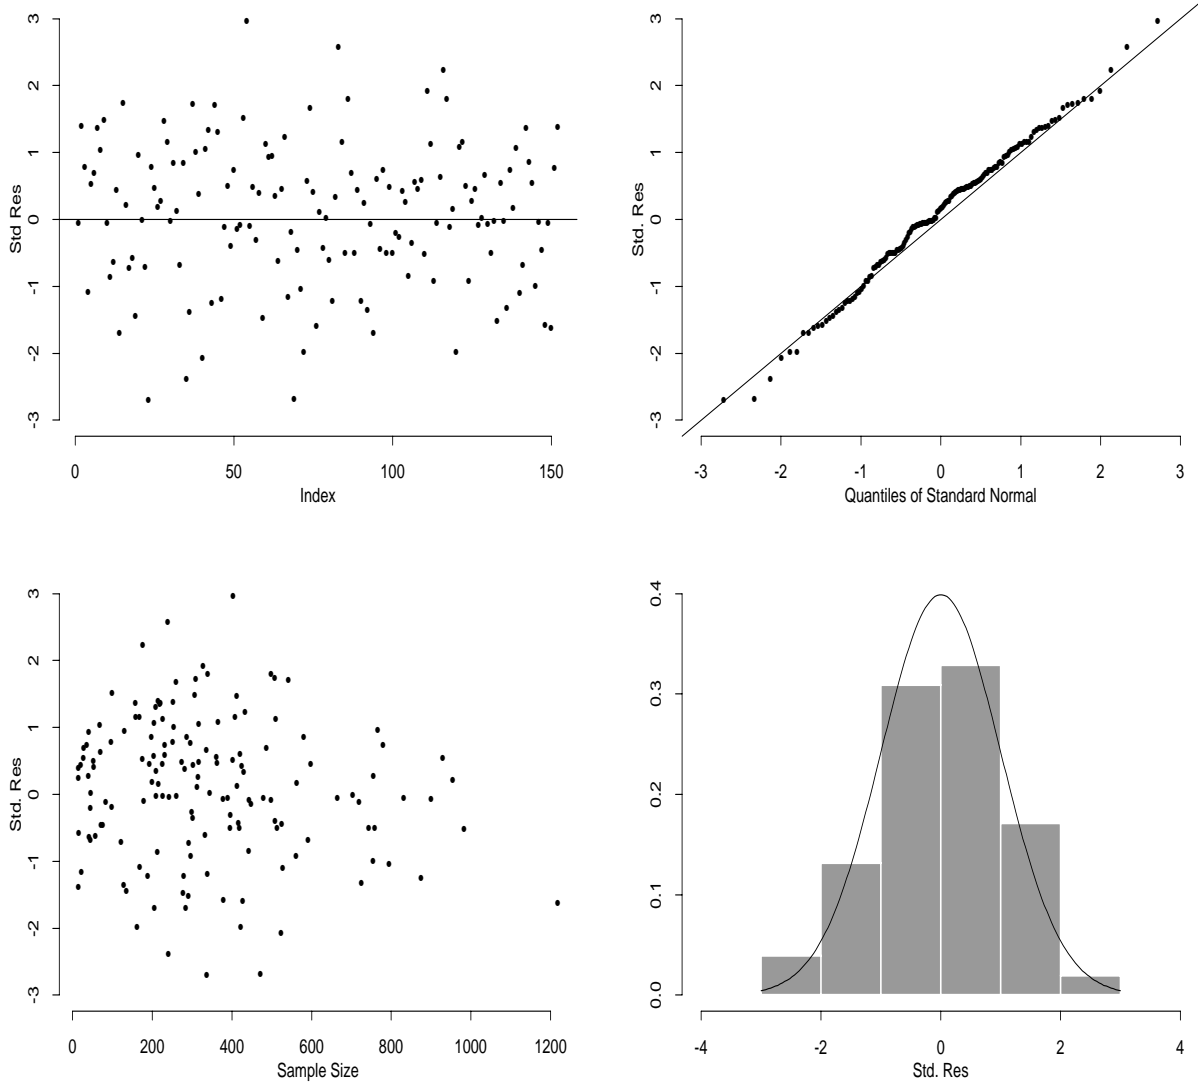 3
2
1
0
-1
-2
-3
Std Res
0 50 100 150
Index
3
2
1
0
-1
-2
-3
Std. Res
-3 -2 -1 0 1 2 3
Quantiles of Standard Normal
3
2
1
0
-1
-2
-3
Std. Res
0 200 400 600 800 1000 1200
Sample Size
0.4
0.3
0.2
0.1
0.0
-4 -2 0 2 4
Std. Res